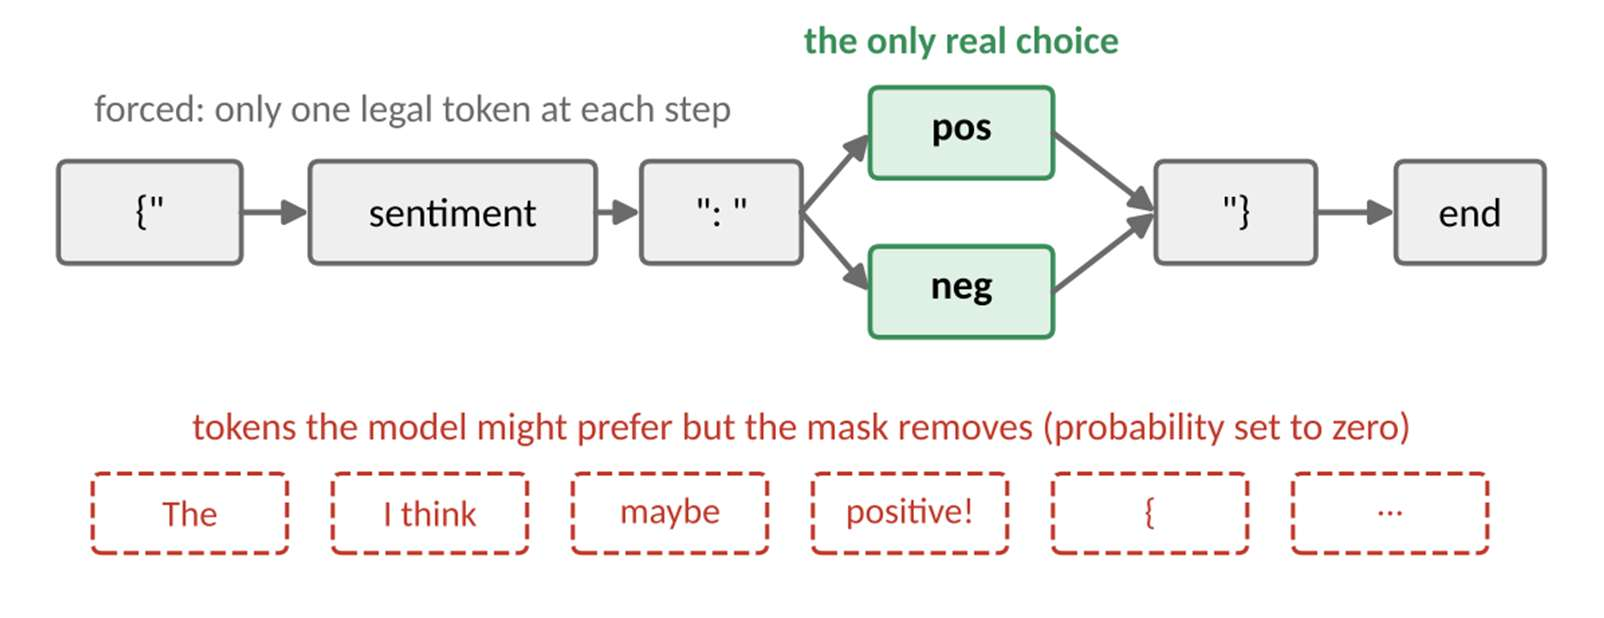 the only real choice
forced: only one legal token at each step
{" sentiment ": " pos neg "} end
tokens the model might prefer but the mask removes (probability set to zero)
The I think maybe positive! { ...